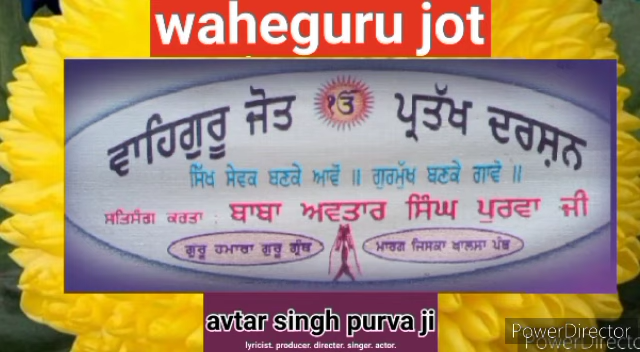 waheguru jot
ਵਾਹਿਗੁਰੂ ਜੋਤ ੴ ਪ੍ਰਤੱਖ ਦਰਸ਼ਨ
ਸਿੱਖ ਸੇਵਕ ਬਣਕੇ ਆਵੋ ॥ ਗੁਰਮੁੱਖ ਬਣਕੇ ਗਾਵੋ ॥
ਸਤਿਸੰਗ ਕਰਤਾ : ਬਾਬਾ ਅਵਤਾਰ ਸਿੰਘ ਪੁਰਵਾ ਜੀ
ਗੁਰੂ ਹਮਾਰਾ ਗੁਰੂ ਗ੍ਰੰਥ ਮਾਰਗ ਜਿਸਕਾ ਖਾਲਸਾ ਪੰਥ
avtar singh purva ji
lyricist. producer. directer. singer. actor.
PowerDirector
PowerDirector